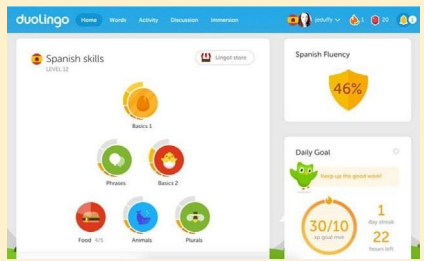 duolingo Home Words Activity Discussion Immersion jeduffy 1 20 1
Spanish skills
LEVEL 12
Lingot store
Basics 1
Phrases Basics 2
Food 4/5 Animals Plurals
Spanish Fluency
46%
Daily Goal
Keep up the good work!
30/10
xp goal met
1
day streak
22
hours left